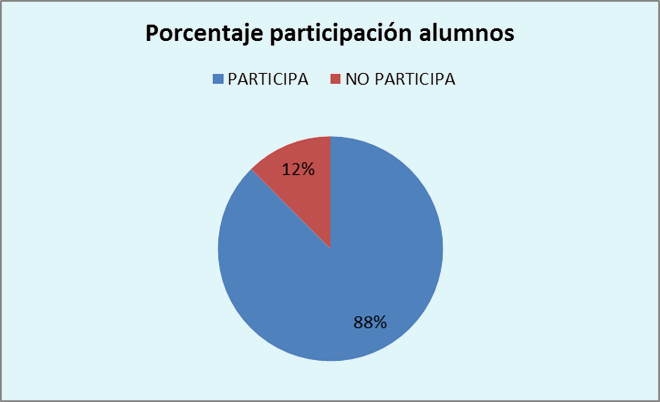 Porcentaje participación alumnos
PARTICIPA NO PARTICIPA
12%
88%